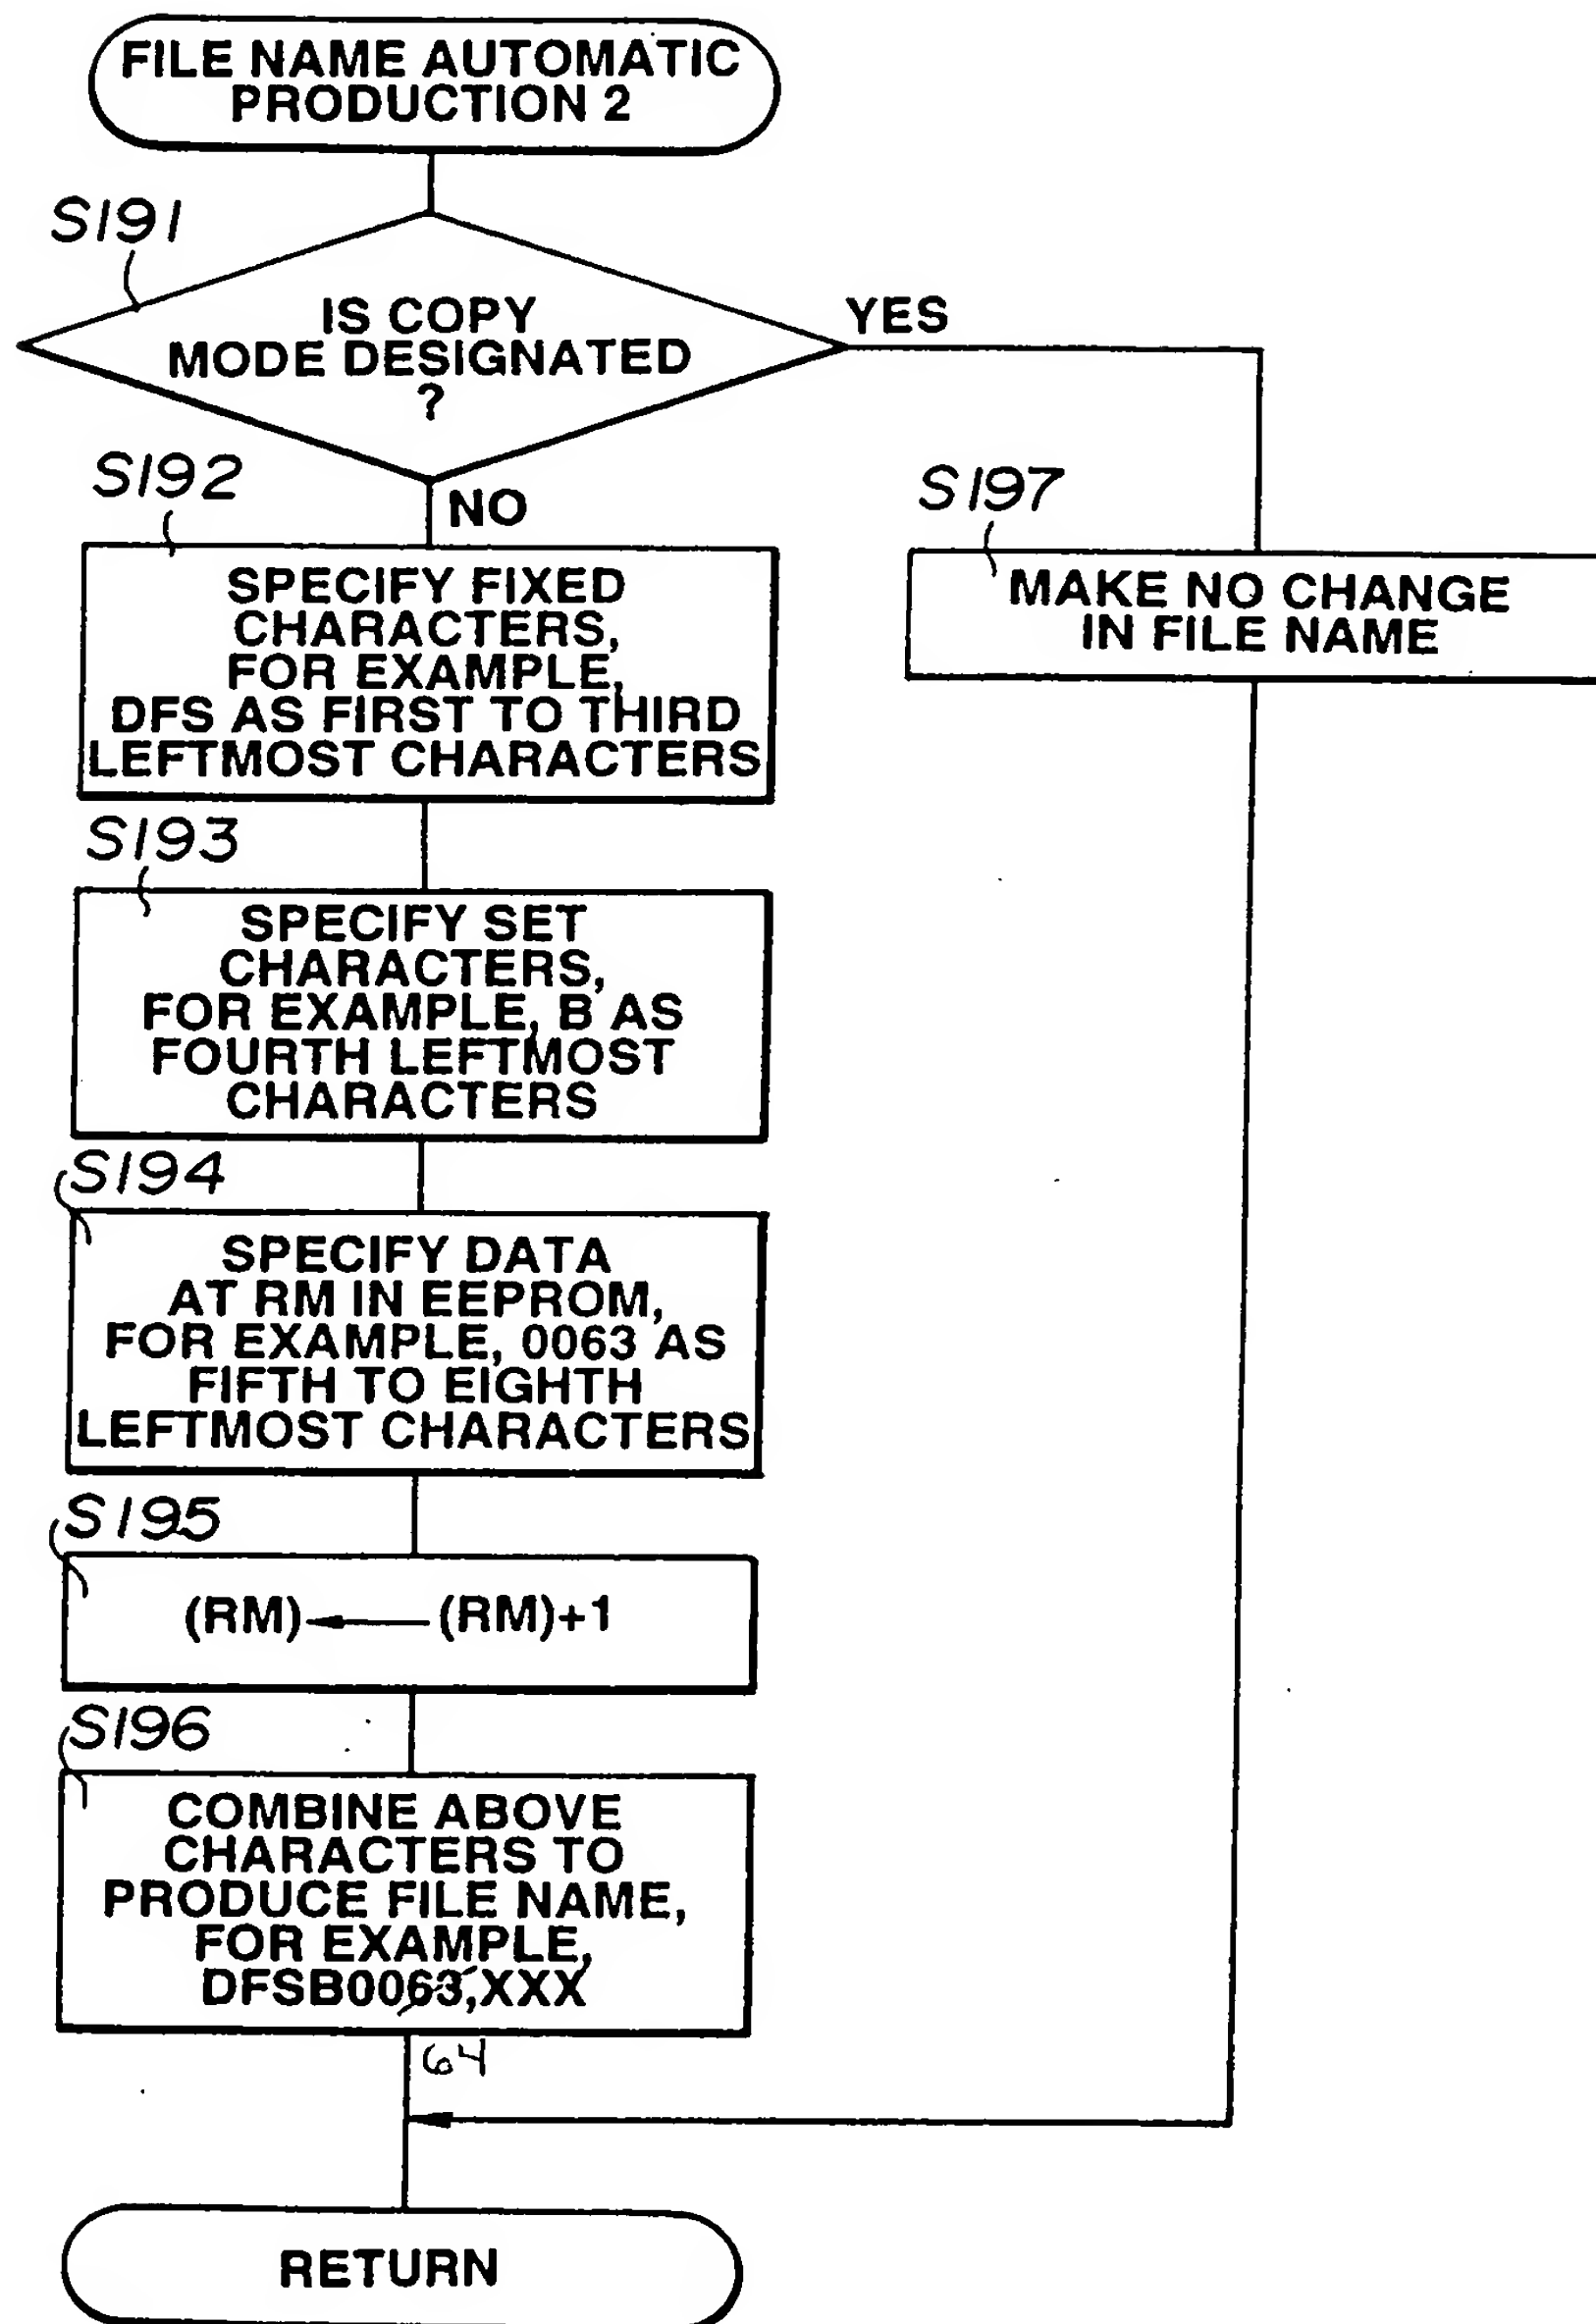 FILE NAME AUTOMATIC
PRODUCTION 2
S191
IS COPY
MODE DESIGNATED
?
YES
NO
S192
SPECIFY FIXED
CHARACTERS,
FOR EXAMPLE,
DFS AS FIRST TO THIRD
LEFTMOST CHARACTERS
S197
MAKE NO CHANGE
IN FILE NAME
S193
SPECIFY SET
CHARACTERS,
FOR EXAMPLE, B AS
FOURTH LEFTMOST
CHARACTERS
S194
SPECIFY DATA
AT RM IN EEPROM,
FOR EXAMPLE, 0063 AS
FIFTH TO EIGHTH
LEFTMOST CHARACTERS
S195
(RM) ← (RM)+1
S196
COMBINE ABOVE
CHARACTERS TO
PRODUCE FILE NAME,
FOR EXAMPLE,
DFSB0063,XXX
64
RETURN